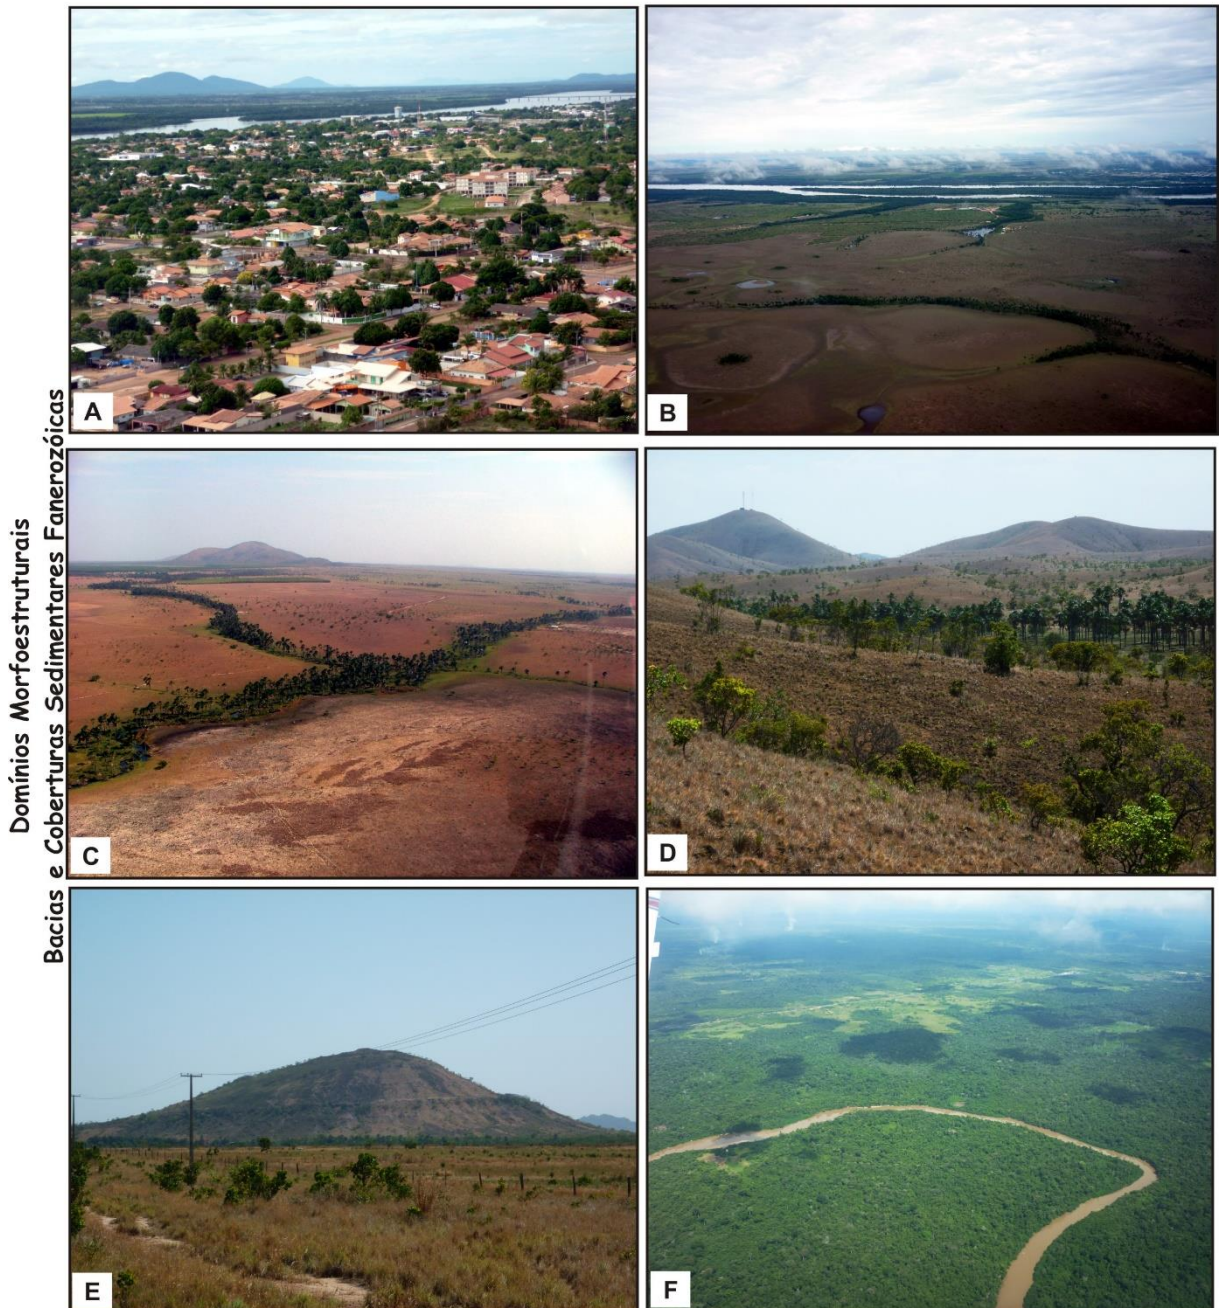 Domínios Morfoestruturais
Bacias e Coberturas Sedimentares Fanerozóicas
A
B
C
D
E
F